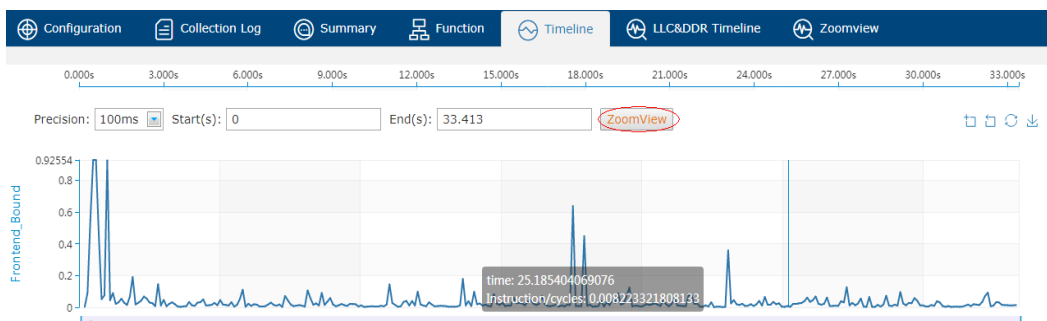 Configuration Collection Log Summary Function Timeline LLC&DDR Timeline Zoomview
0.000s 3.000s 6.000s 9.000s 12.000s 15.000s 18.000s 21.000s 24.000s 27.000s 30.000s 33.000s
Precision: 100ms Start(s): 0 End(s): 33.413 ZoomView
Frontend_Bound
0.92554
0.8
0.6
0.4
0.2
0
time: 25.185404069076
Instruction/cycles: 0.008223321808133